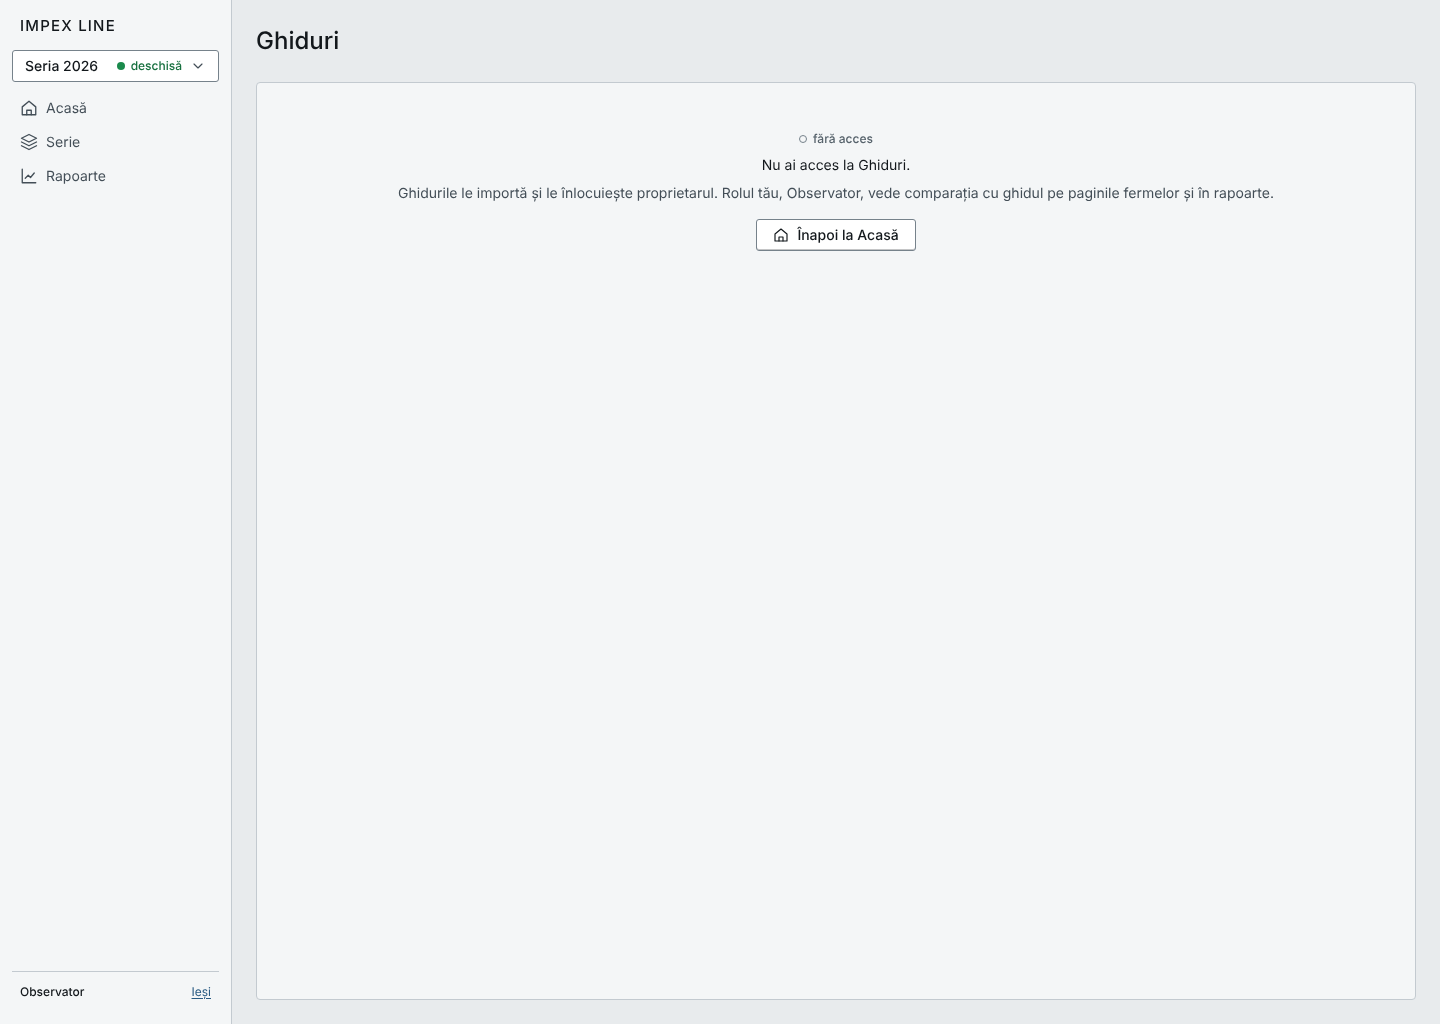 IMPEX LINE
Seria 2026 deschisă
Acasă
Serie
Rapoarte
Observator Ieși
Ghiduri
fără acces
Nu ai acces la Ghiduri.
Ghidurile le importă și le înlocuiește proprietarul. Rolul tău, Observator, vede comparația cu ghidul pe paginile fermelor și în rapoarte.
Înapoi la Acasă